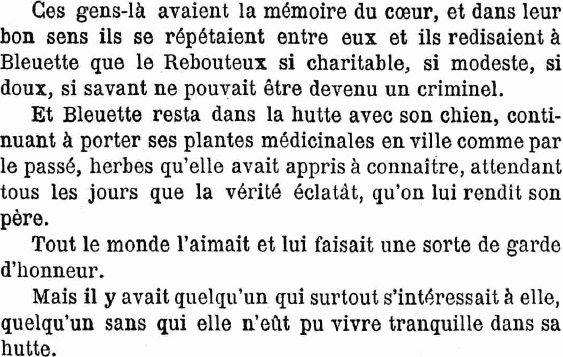 Ces gens-là avaient la mémoire du cœur, et dans leur
bon sens ils se répétaient entre eux et ils redisaient à
Bleuette que le Rebouteux si charitable, si modeste, si
doux, si savant ne pouvait être devenu un criminel.
Et Bleuette resta dans la hutte avec son chien, conti-
nuant à porter ses plantes médicinales en ville comme par
le passé, herbes qu'elle avait appris à connaître, attendant
tous les jours que la vérité éclatât, qu'on lui rendit son
père.
Tout le monde l'aimait et lui faisait une sorte de garde
d'honneur.
Mais il y avait quelqu'un qui surtout s'intéressait à elle,
quelqu'un sans qui elle n'eût pu vivre tranquille dans sa
hutte.